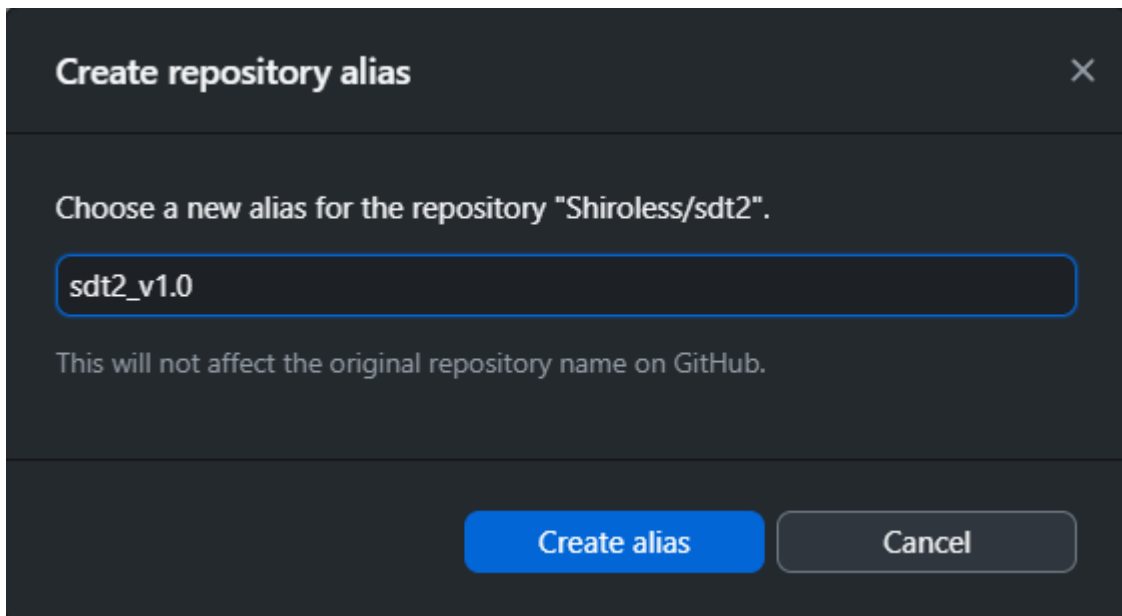 Create repository alias
Choose a new alias for the repository "Shiroless/sdt2".
sdt2_v1.0
This will not affect the original repository name on GitHub.
Create alias
Cancel